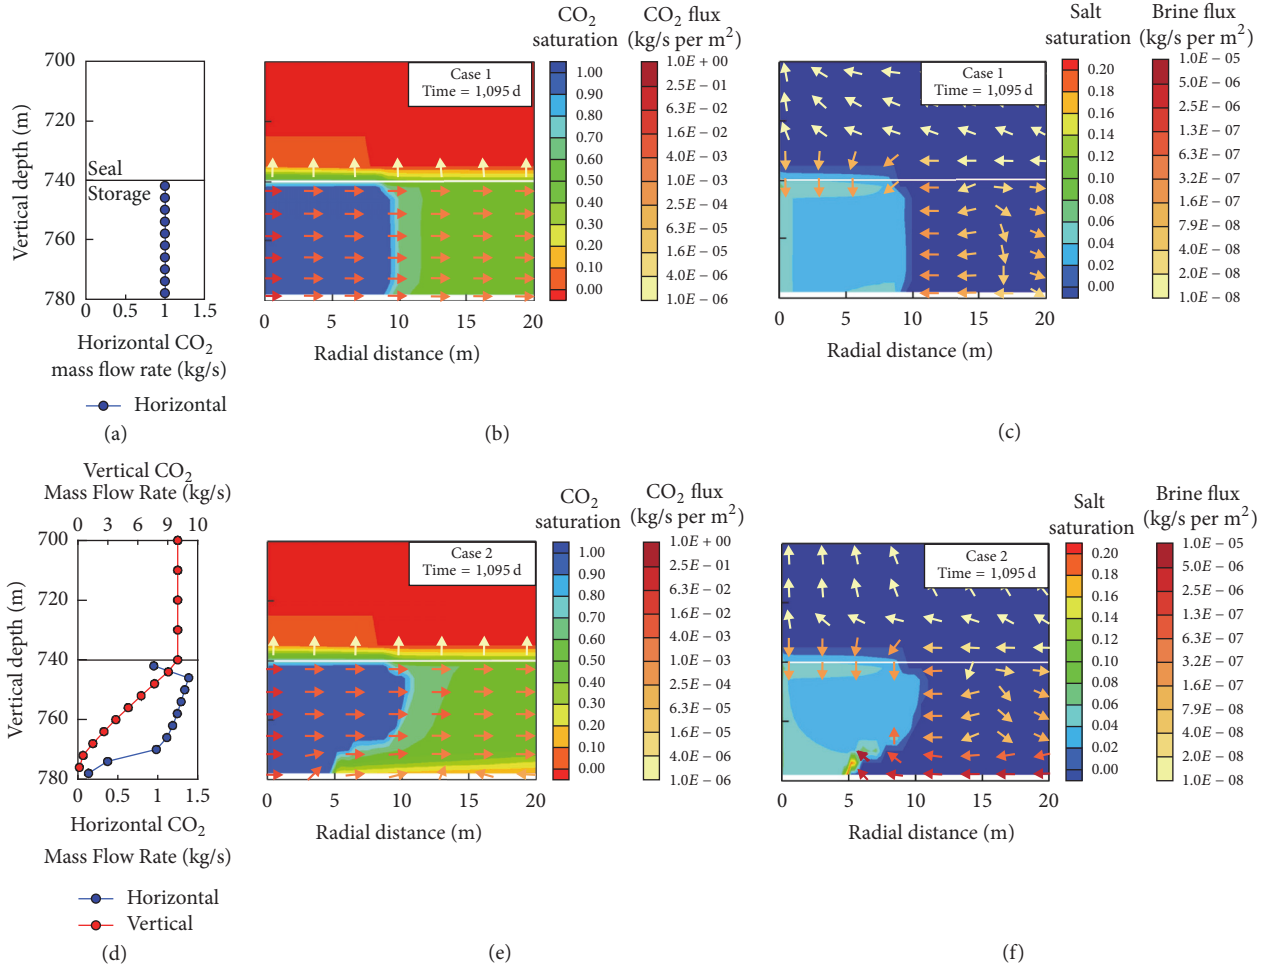 700
720
740
760
780
Vertical depth (m)
Seal
Storage
0 0.5 1 1.5
Horizontal CO2
mass flow rate (kg/s)
Horizontal
(a)
CO2
saturation
CO2 flux
(kg/s per m2)
Case 1
Time = 1,095 d
1.00
0.90
0.80
0.70
0.60
0.50
0.40
0.30
0.20
0.10
0.00
1.0E + 00
2.5E − 01
6.3E − 02
1.6E − 02
4.0E − 03
1.0E − 03
2.5E − 04
6.3E − 05
1.6E − 05
4.0E − 06
1.0E − 06
0 5 10 15 20
Radial distance (m)
(b)
Salt
saturation
Brine flux
(kg/s per m2)
Case 1
Time = 1,095 d
0.20
0.18
0.16
0.14
0.12
0.10
0.08
0.06
0.04
0.02
0.00
1.0E − 05
5.0E − 06
2.5E − 06
1.3E − 07
6.3E − 07
3.2E − 07
1.6E − 07
7.9E − 08
4.0E − 08
2.0E − 08
1.0E − 08
0 5 10 15 20
Radial distance (m)
(c)
Vertical CO2
Mass Flow Rate (kg/s)
0 3 6 9 10
700
720
740
760
780
Vertical depth (m)
0 0.5 1 1.5
Horizontal CO2
Mass Flow Rate (kg/s)
Horizontal
Vertical
(d)
CO2
saturation
CO2 flux
(kg/s per m2)
Case 2
Time = 1,095 d
1.00
0.90
0.80
0.70
0.60
0.50
0.40
0.30
0.20
0.10
0.00
1.0E + 00
2.5E − 01
6.3E − 02
1.6E − 02
4.0E − 03
1.0E − 03
2.5E − 04
6.3E − 05
1.6E − 05
4.0E − 06
1.0E − 06
0 5 10 15 20
Radial distance (m)
(e)
Salt
saturation
Brine flux
(kg/s per m2)
Case 2
Time = 1,095 d
0.20
0.18
0.16
0.14
0.12
0.10
0.08
0.06
0.04
0.02
0.00
1.0E − 05
5.0E − 06
2.5E − 06
1.3E − 07
6.3E − 07
3.2E − 07
1.6E − 07
7.9E − 08
4.0E − 08
2.0E − 08
1.0E − 08
0 5 10 15 20
Radial distance (m)
(f)